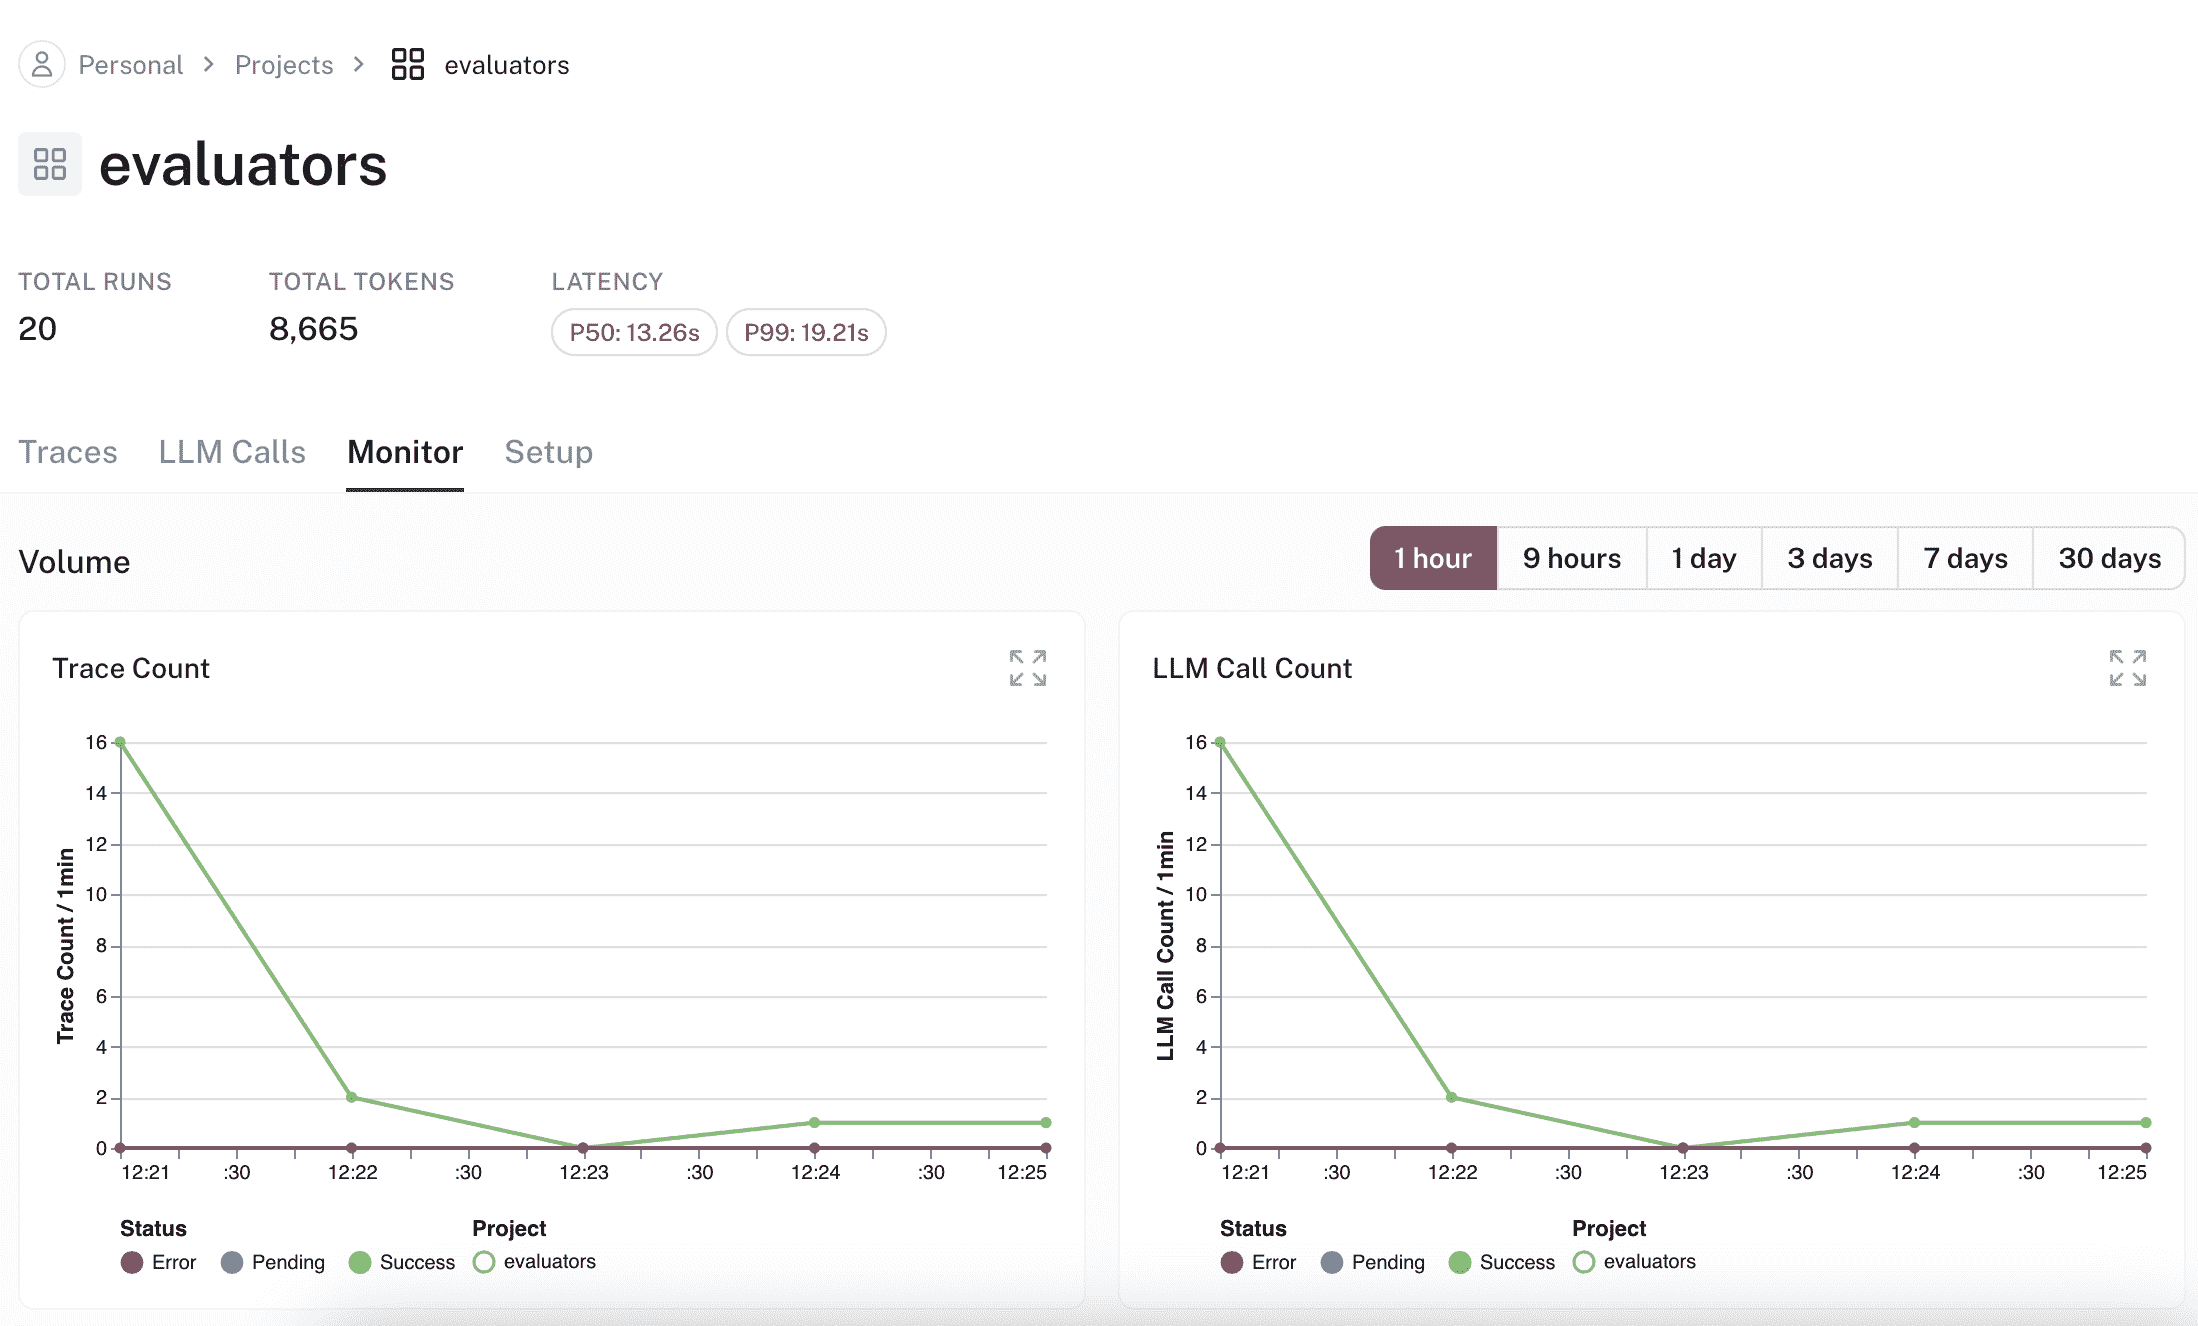 Personal > Projects > evaluators
evaluators
TOTAL RUNS TOTAL TOKENS LATENCY
20 8,665 P50: 13.26s P99: 19.21s
Traces LLM Calls Monitor Setup
Volume 1 hour 9 hours 1 day 3 days 7 days 30 days
Trace Count
Trace Count / 1min
16
14
12
10
8
6
4
2
0
12:21 :30 12:22 :30 12:23 :30 12:24 :30 12:25
Status Project
Error Pending Success evaluators
LLM Call Count
LLM Call Count / 1min
16
14
12
10
8
6
4
2
0
12:21 :30 12:22 :30 12:23 :30 12:24 :30 12:25
Status Project
Error Pending Success evaluators